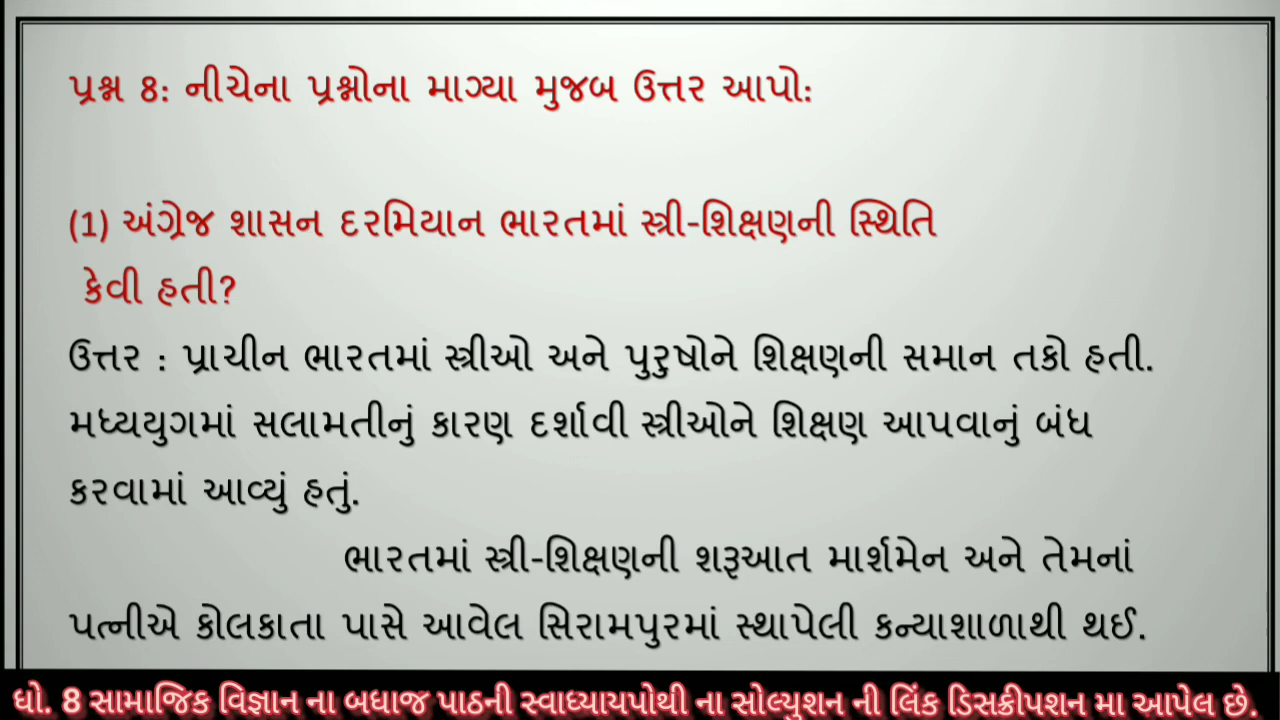 પ્રશ્ન 8: નીચેના પ્રશ્નોના માગ્યા મુજબ ઉત્તર આપો:
(1) અંગ્રેજ શાસન દરમિયાન ભારતમાં સ્ત્રી-શિક્ષણની સ્થિતિ
કેવી હતી?
ઉત્તર : પ્રાચીન ભારતમાં સ્ત્રીઓ અને પુરુષોને શિક્ષણની સમાન તકો હતી.
મધ્યયુગમાં સલામતીનું કારણ દર્શાવી સ્ત્રીઓને શિક્ષણ આપવાનું બંધ
કરવામાં આવ્યું હતું.
ભારતમાં સ્ત્રી-શિક્ષણની શરૂઆત માર્શમેન અને તેમનાં
પત્નીએ કોલકાતા પાસે આવેલ સિરામપુરમાં સ્થાપેલી કન્યાશાળાથી થઈ.
ધો. 8 સામાજિક વિજ્ઞાન ના બધાજ પાઠની સ્વાધ્યાયપોથી ના સોલ્યુશન ની લિંક ડિસક્રીપશન મા આપેલ છે.